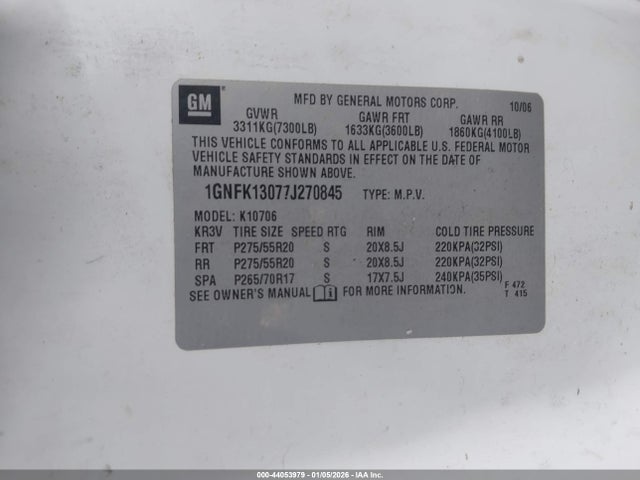 GM
MFD BY GENERAL MOTORS CORP. 10/06
GVWR GAWR FRT GAWR RR
3311KG(7300LB) 1633KG(3600LB) 1860KG(4100LB)
THIS VEHICLE CONFORMS TO ALL APPLICABLE U.S. FEDERAL MOTOR
VEHICLE SAFETY STANDARDS IN EFFECT ON THE DATE OF
MANUFACTURE SHOWN ABOVE.
1GNFK13077J270845 TYPE: M.P.V.
MODEL: K10706
KR3V TIRE SIZE SPEED RTG RIM COLD TIRE PRESSURE
FRT P275/55R20 S 20X8.5J 220KPA(32PSI)
RR P275/55R20 S 20X8.5J 220KPA(32PSI)
SPA P265/70R17 S 17X7.5J 240KPA(35PSI)
SEE OWNER'S MANUAL FOR MORE INFORMATION.
F 472
T 415
000-44053979 - 01/05/2026 - IAAI.CA